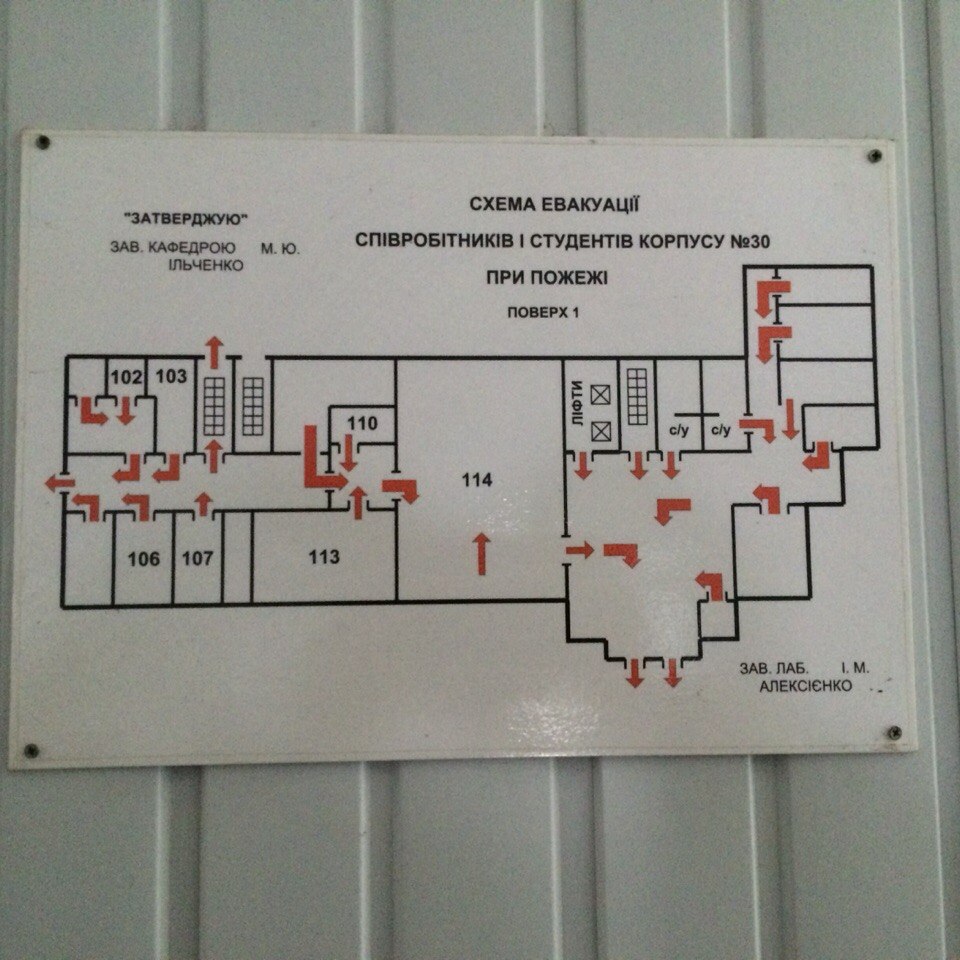 СХЕМА ЕВАКУАЦІЇ
СПІВРОБІТНИКІВ І СТУДЕНТІВ КОРПУСУ №30
ПРИ ПОЖЕЖІ
ПОВЕРХ 1
"ЗАТВЕРДЖУЮ"
ЗАВ. КАФЕДРОЮ М. Ю.
ІЛЬЧЕНКО
102
103
110
ЛІФТИ
с/у
с/у
114
106
107
113
ЗАВ. ЛАБ. І. М.
АЛЕКСІЄНКО